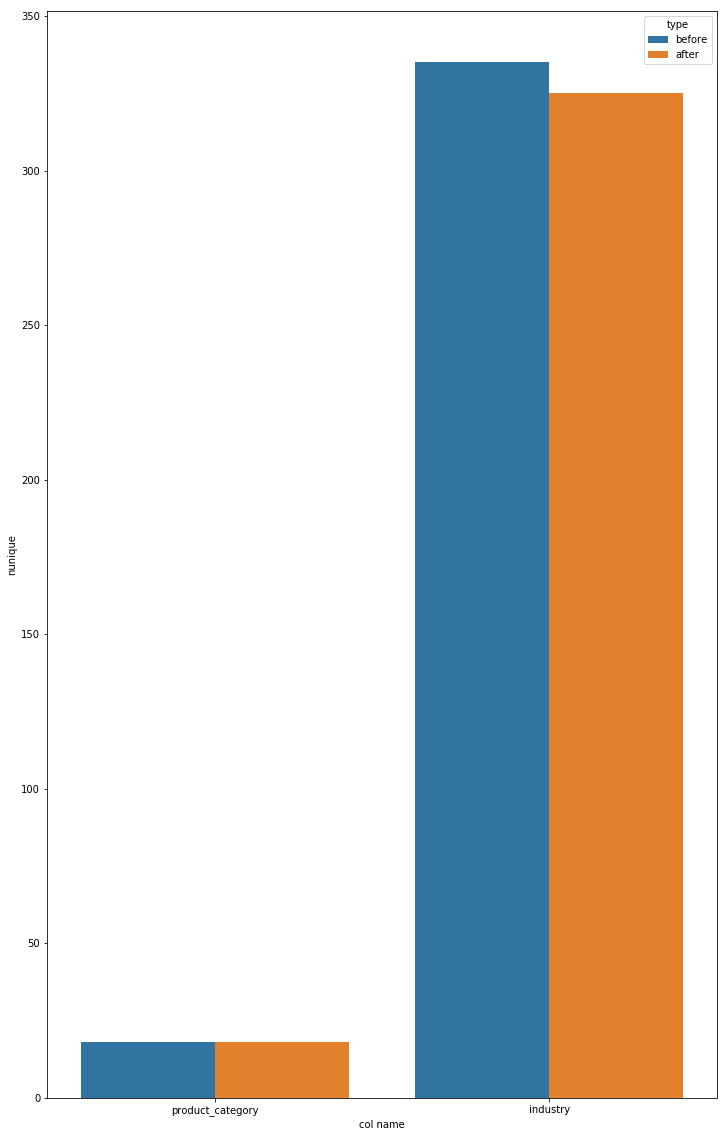 350
300
250
200
150
100
50
0
nunique
type
before
after
product_category
industry
col name